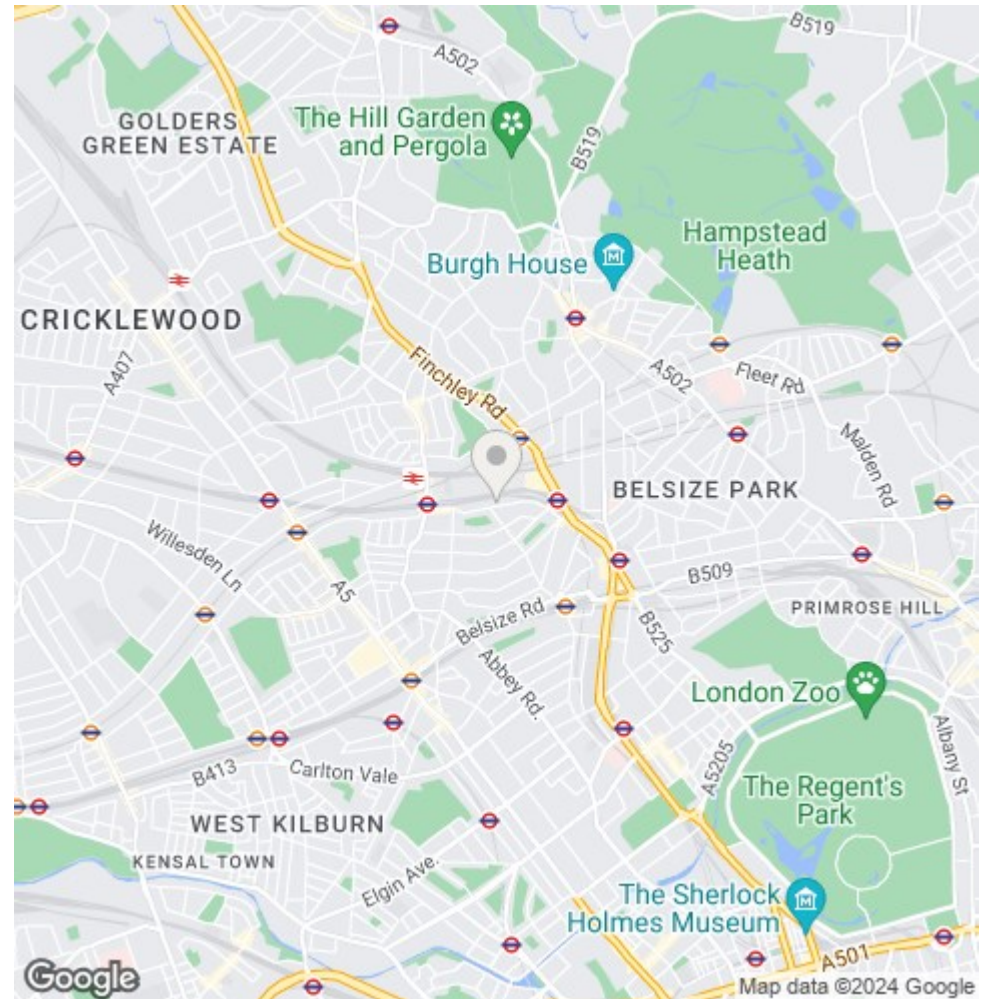 B519
A502
The Hill Garden
and Pergola
GOLDERS
GREEN ESTATE
B519
Hampstead
Heath
Burgh House
CRICKLEWOOD
A407
Finchley Rd
A502
Fleet Rd
Malden Rd
BELSIZE PARK
Willesden Ln
A5
B509
Belsize Rd
B525
PRIMROSE HILL
Abbey Rd.
London Zoo
Albany St
A5205
B413
Carlton Vale
The Regent's
Park
WEST KILBURN
KENSAL TOWN
Elgin Ave.
The Sherlock
Holmes Museum
A501
Google
Map data ©2024 Google